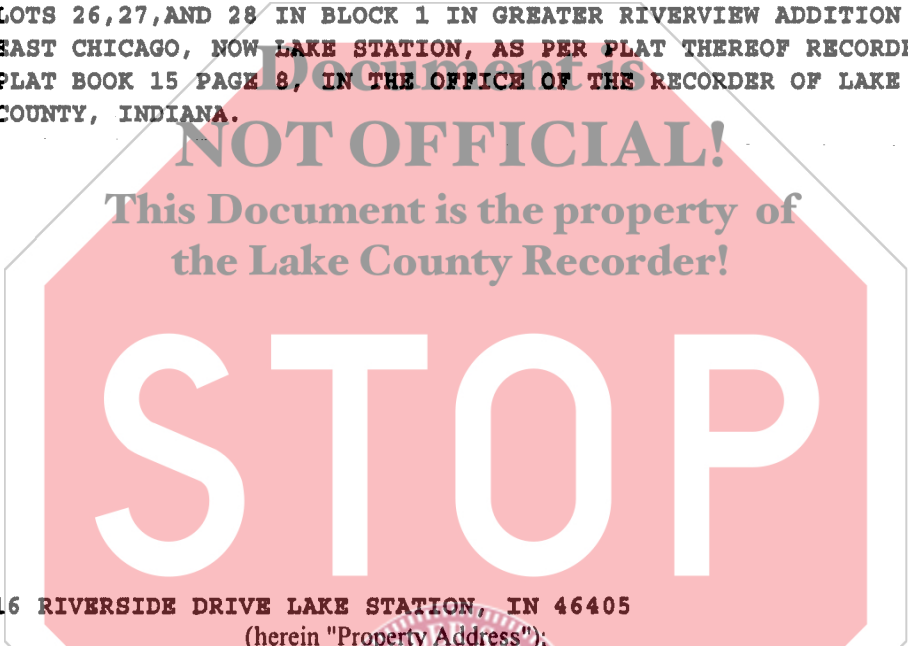 LOTS 26,27,AND 28 IN BLOCK 1 IN GREATER RIVERVIEW ADDITION
EAST CHICAGO, NOW LAKE STATION, AS PER PLAT THEREOF
PLAT BOOK 15 PAGE 8, IN THE OFFICE OF THE RECORDER OF LAKE
COUNTY, INDIANA.
Document is
NOT OFFICIAL!
This Document is the property of
the Lake County Recorder!
STOP
RIVERSIDE DRIVE LAKE STATION, IN 46405
(herein "Property Address");